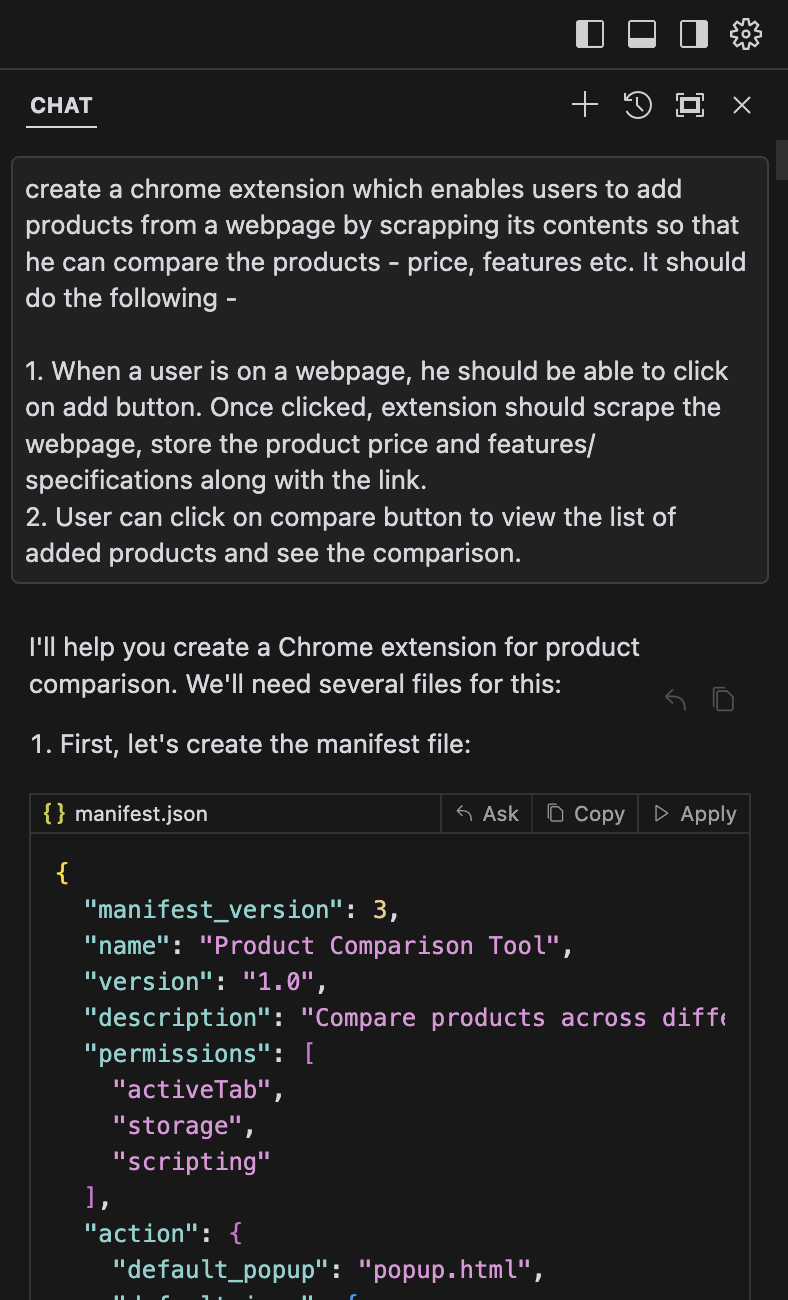 CHAT
create a chrome extension which enables users to add
products from a webpage by scrapping its contents so that
he can compare the products - price, features etc. It should
do the following -
1. When a user is on a webpage, he should be able to click
on add button. Once clicked, extension should scrape the
webpage, store the product price and features/
specifications along with the link.
2. User can click on compare button to view the list of
added products and see the comparison.
I'll help you create a Chrome extension for product
comparison. We'll need several files for this:
1. First, let's create the manifest file:
{} manifest.json Ask Copy Apply
{
"manifest_version": 3,
"name": "Product Comparison Tool",
"version": "1.0",
"description": "Compare products across diffe
"permissions": [
"activeTab",
"storage",
"scripting"
],
"action": {
"default_popup": "popup.html",